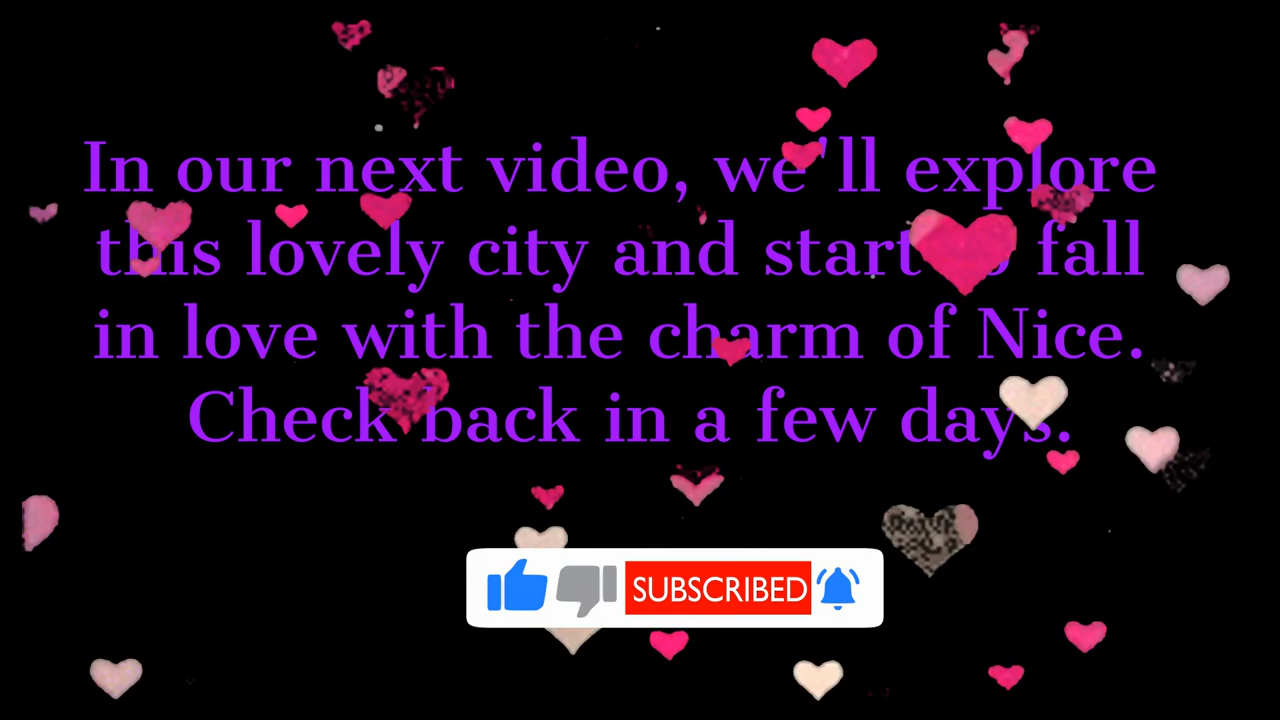 In our next video, we'll explore
this lovely city and start to fall
in love with the charm of Nice.
Check back in a few days.
SUBSCRIBED